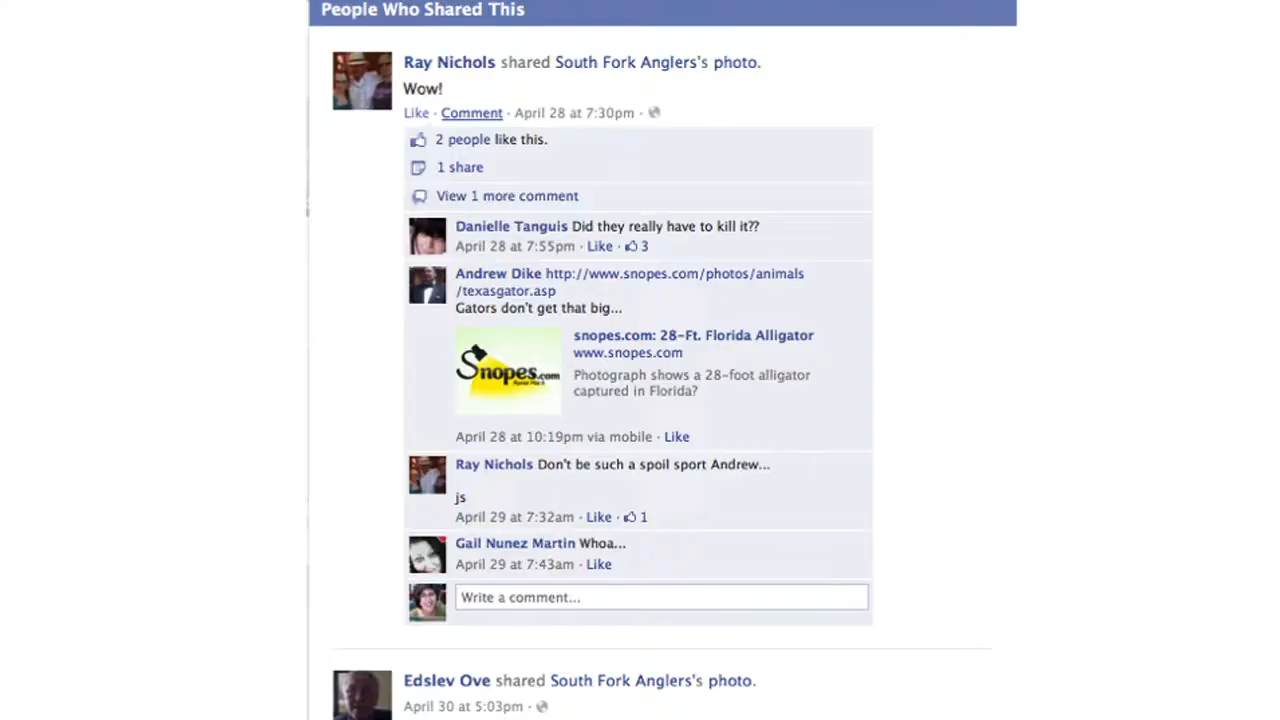 People Who Shared This
Ray Nichols shared South Fork Anglers's photo.
Wow!
Like · Comment · April 28 at 7:30pm ·
2 people like this.
1 share
View 1 more comment
Danielle Tanguis Did they really have to kill it??
April 28 at 7:55pm · Like · 3
Andrew Dike http://www.snopes.com/photos/animals
/texasgator.asp
Gators don't get that big...
Snopes.com
snopes.com: 28-Ft. Florida Alligator
www.snopes.com
Photograph shows a 28-foot alligator
captured in Florida?
April 28 at 10:19pm via mobile · Like
Ray Nichols Don't be such a spoil sport Andrew...
js
April 29 at 7:32am · Like · 1
Gail Nunez Martin Whoa...
April 29 at 7:43am · Like
Write a comment...
Edslev Ove shared South Fork Anglers's photo.
April 30 at 5:03pm ·